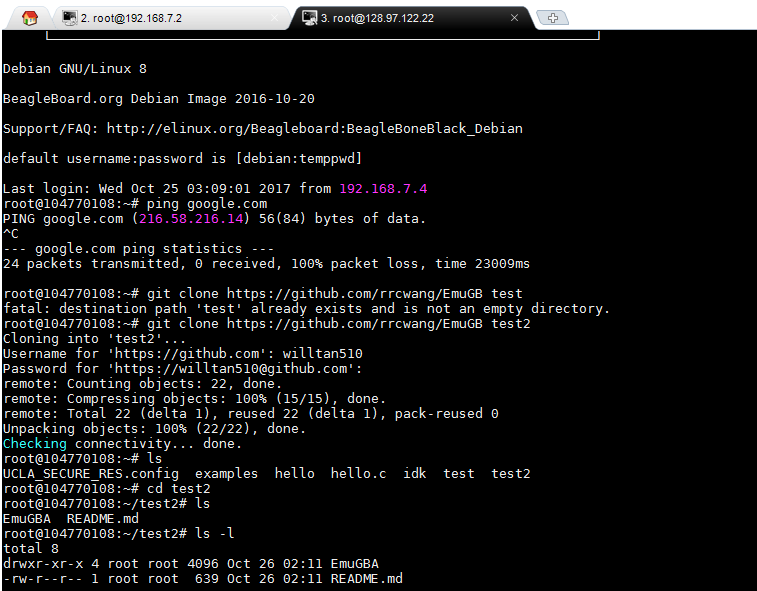 2. root@192.168.7.2
3. root@128.97.122.22
Debian GNU/Linux 8
BeagleBoard.org Debian Image 2016-10-20
Support/FAQ: http://elinux.org/Beagleboard:BeagleBoneBlack_Debian
default username:password is [debian:temppwd]
Last login: Wed Oct 25 03:09:01 2017 from 192.168.7.4
root@104770108:~# ping google.com
PING google.com (216.58.216.14) 56(84) bytes of data.
^C
--- google.com ping statistics ---
24 packets transmitted, 0 received, 100% packet loss, time 23009ms
root@104770108:~# git clone https://github.com/rrcwang/EmuGB test
fatal: destination path 'test' already exists and is not an empty directory.
root@104770108:~# git clone https://github.com/rrcwang/EmuGB test2
Cloning into 'test2'...
Username for 'https://github.com': willtan510
Password for 'https://willtan510@github.com':
remote: Counting objects: 22, done.
remote: Compressing objects: 100% (15/15), done.
remote: Total 22 (delta 1), reused 22 (delta 1), pack-reused 0
Unpacking objects: 100% (22/22), done.
Checking connectivity... done.
root@104770108:~# ls
UCLA_SECURE_RES.config  examples  hello  hello.c  idk  test  test2
root@104770108:~# cd test2
root@104770108:~/test2# ls
EmuGBA  README.md
root@104770108:~/test2# ls -l
total 8
drwxr-xr-x 4 root root 4096 Oct 26 02:11 EmuGBA
-rw-r--r-- 1 root root  639 Oct 26 02:11 README.md